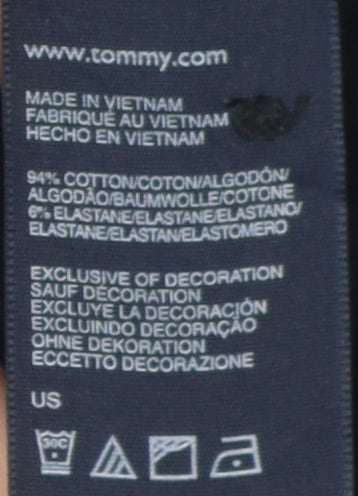 www.tommy.com
MADE IN VIETNAM
FABRIQUÉ AU VIETNAM
HECHO EN VIETNAM
94% COTTON/COTON/ALGODÓN/
ALGODÃO/BAUMWOLLE/COTONE
6% ELASTANE/ELASTANE/ELASTANO/
ELASTANE/ELASTAN/ELASTOMERO
EXCLUSIVE OF DECORATION
SAUF DÉCORATION
EXCLUYE LA DECORACIÓN
EXCLUINDO DECORAÇÃO
OHNE DEKORATION
ECCETTO DECORAZIONE
US
30C